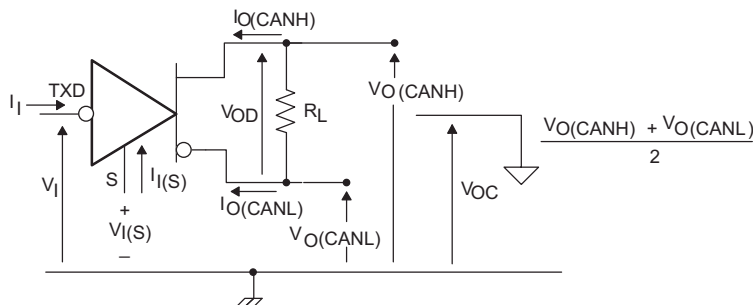 IO(CANH)
TXD
II
VOD
RL
VO(CANH)
VO(CANH) + VO(CANL)
2
VI
S
II(S)
IO(CANL)
VOC
+
VI(S)
–
VO(CANL)